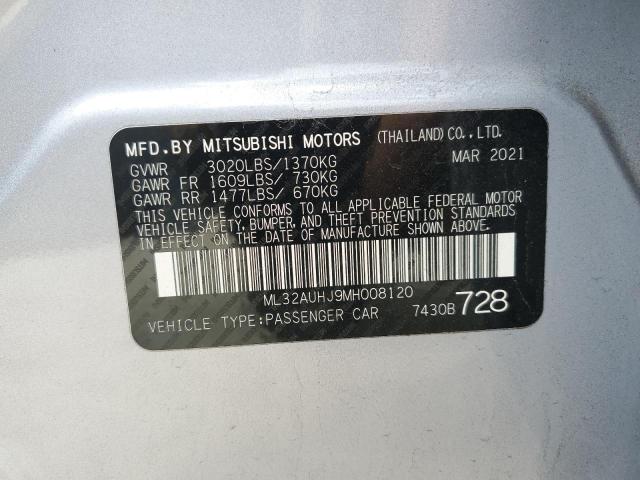 MFD.BY MITSUBISHI MOTORS (THAILAND) CO.,LTD.
GVWR 3020LBS/1370KG MAR 2021
GAWR FR 1609LBS/ 730KG
GAWR RR 1477LBS/ 670KG
THIS VEHICLE CONFORMS TO ALL APPLICABLE FEDERAL MOTOR
VEHICLE SAFETY,BUMPER,AND THEFT PREVENTION STANDARDS
IN EFFECT ON THE DATE OF MANUFACTURE SHOWN ABOVE.
ML32AUHJ9MH008120
VEHICLE TYPE:PASSENGER CAR 7430B 728